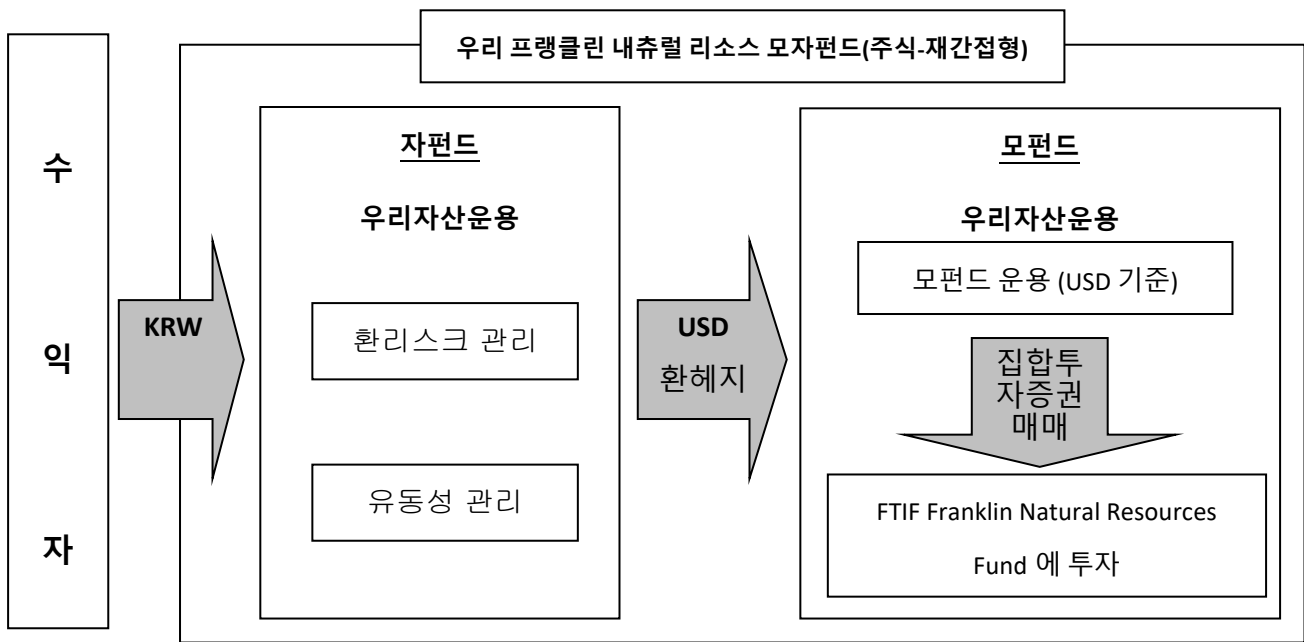 우리 프랭클린 내츄럴 리소스 모자펀드(주식-재간접형)
수
익
자
KRW
자펀드
우리자산운용
환리스크 관리
유동성 관리
USD
환헤지
모펀드
우리자산운용
모펀드 운용 (USD 기준)
집합투
자증권
매매
FTIF Franklin Natural Resources
Fund 에 투자